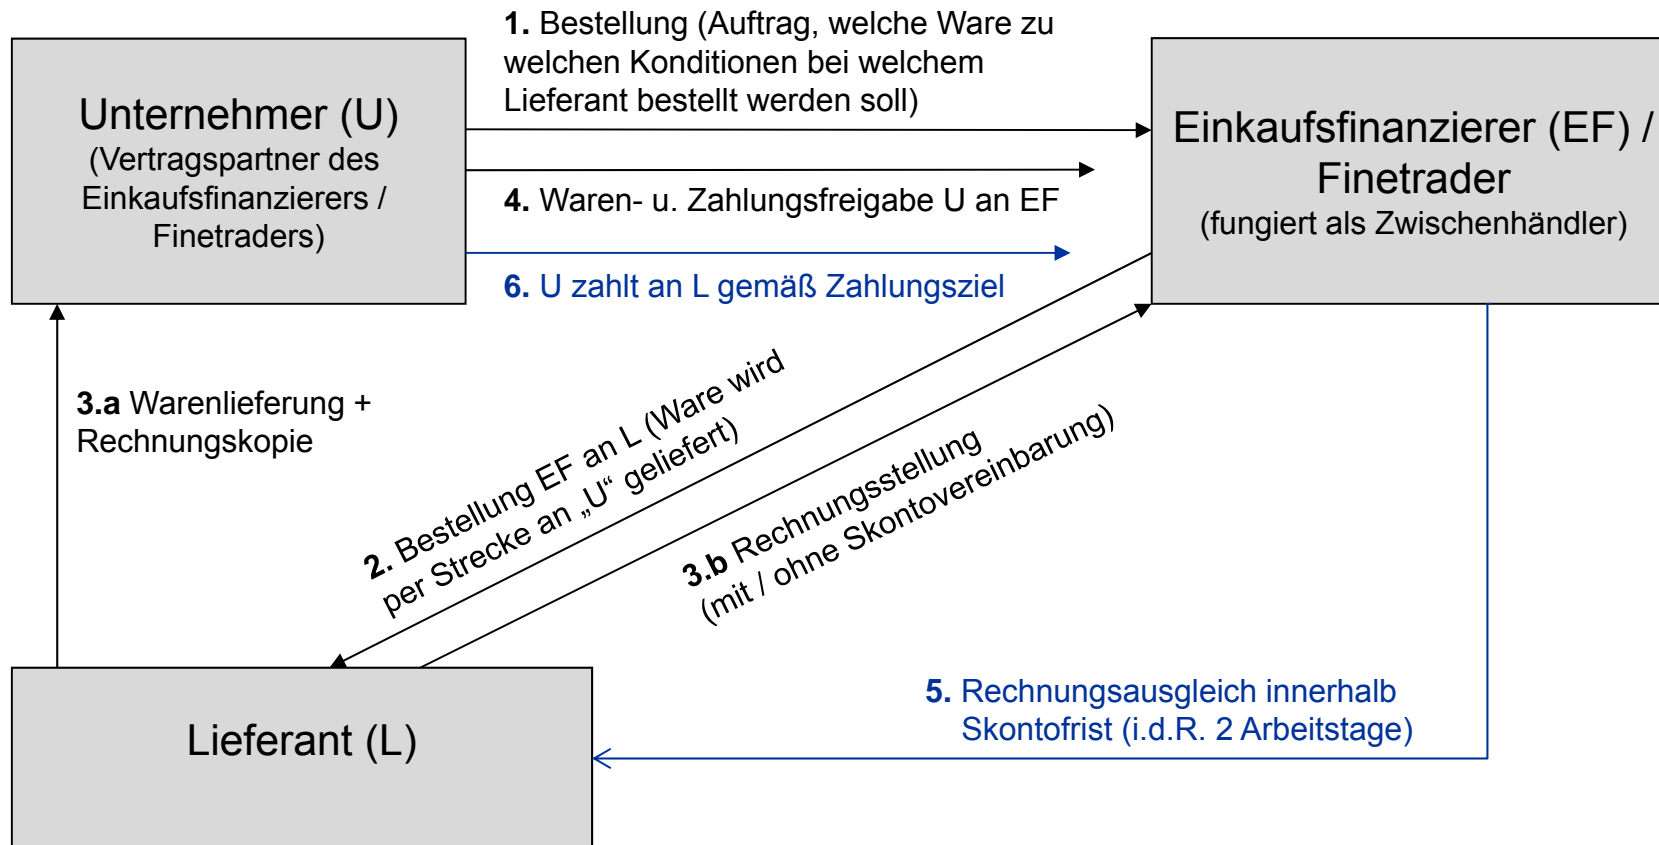 1. Bestellung (Auftrag, welche Ware zu
welchen Konditionen bei welchem
Lieferant bestellt werden soll)
Unternehmer (U)
(Vertragspartner des
Einkaufsfinanzierers /
Finetraders)
Einkaufsfinanzierer (EF) /
Finetrader
(fungiert als Zwischenhändler)
4. Waren- u. Zahlungsfreigabe U an EF
6. U zahlt an L gemäß Zahlungsziel
3.a Warenlieferung +
Rechnungskopie
2. Bestellung EF an L (Ware wird
per Strecke an „U“ geliefert)
3.b Rechnungsstellung
(mit / ohne Skontovereinbarung)
5. Rechnungsausgleich innerhalb
Skontofrist (i.d.R. 2 Arbeitstage)
Lieferant (L)